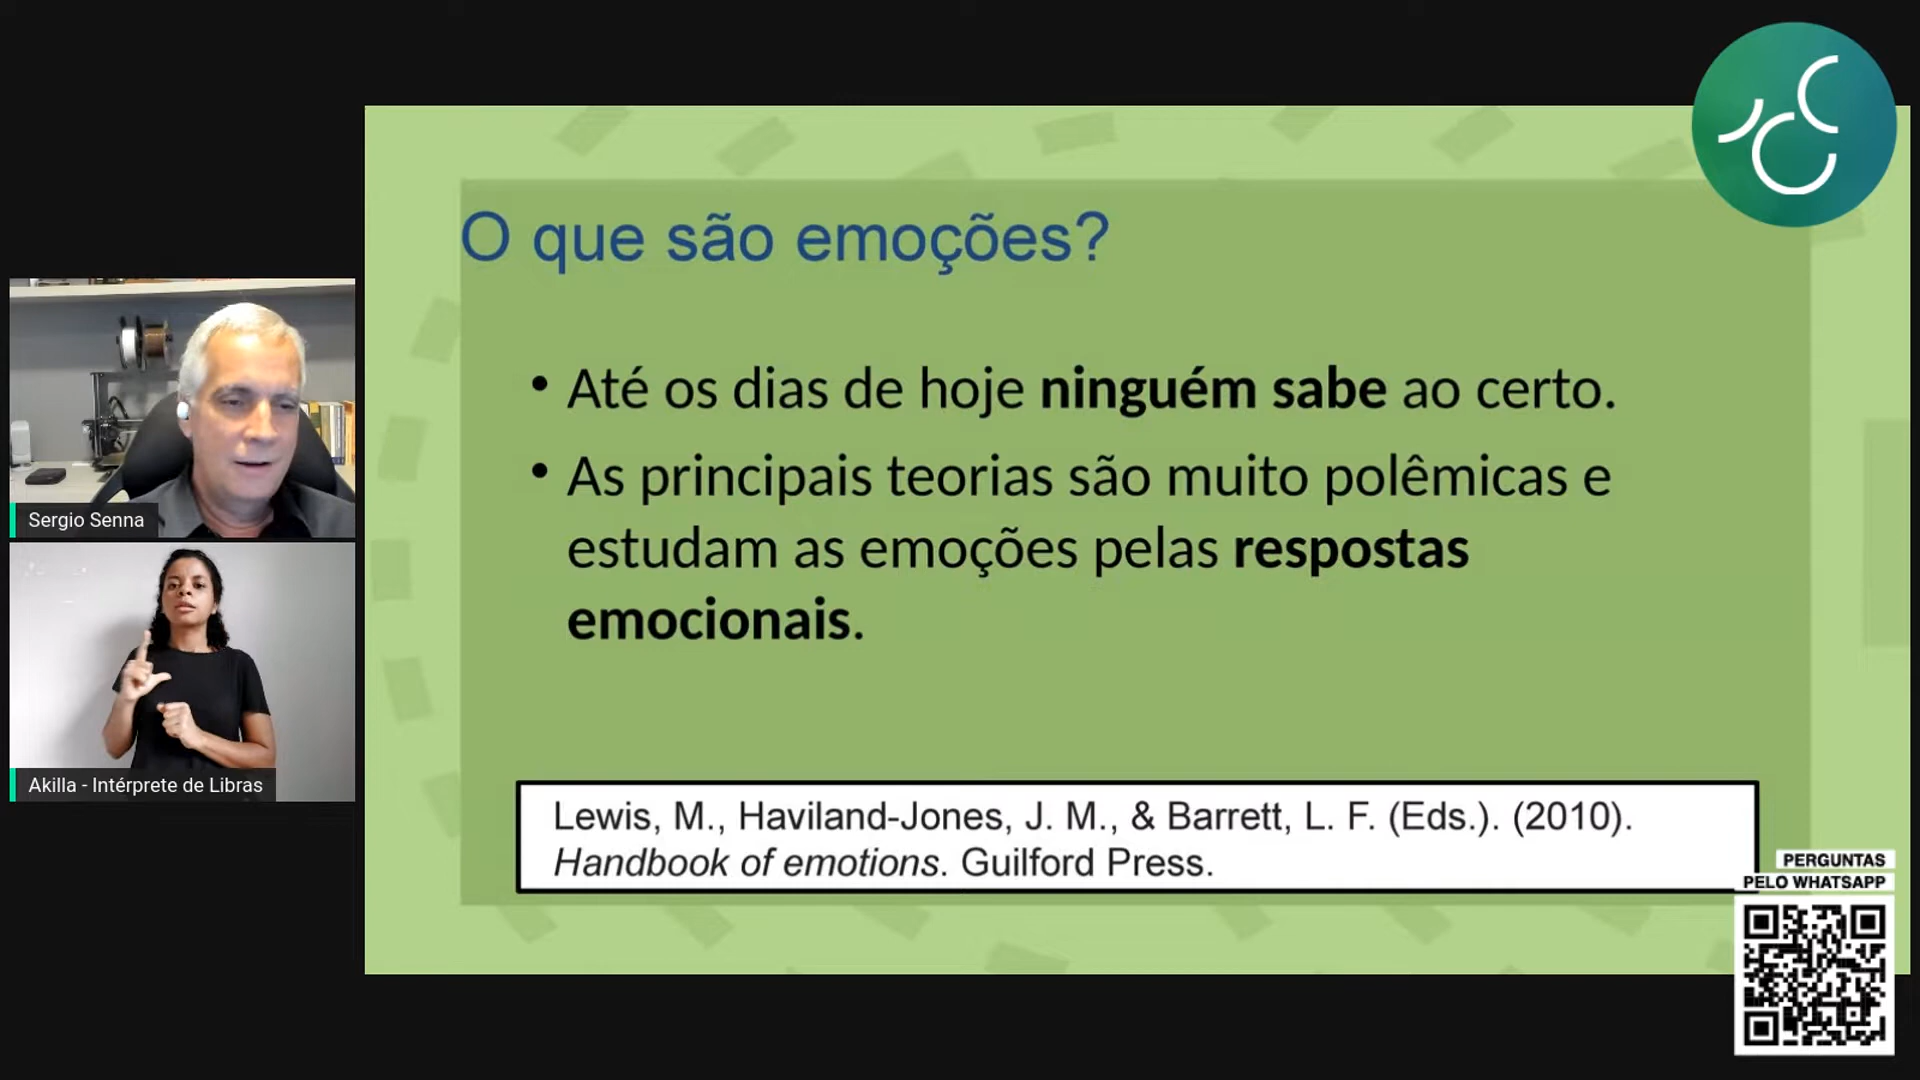 O que são emoções?
• Até os dias de hoje ninguém sabe ao certo.
• As principais teorias são muito polêmicas e
estudam as emoções pelas respostas
emocionais.
Lewis, M., Haviland-Jones, J. M., & Barrett, L. F. (Eds.). (2010).
Handbook of emotions. Guilford Press.
Sergio Senna
Akilla - Intérprete de Libras
PERGUNTAS
PELO WHATSAPP